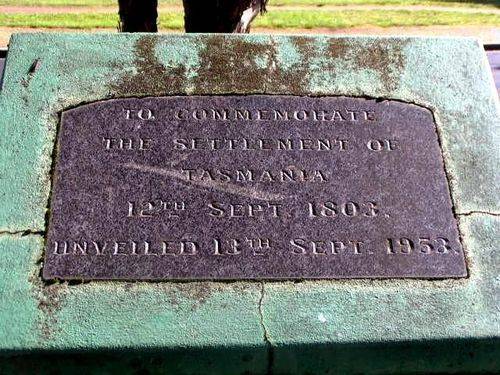 TO COMMEMORATE
THE SETTLEMENT OF
TASMANIA
12TH SEPT. 1803.
UNVEILED 13TH SEPT. 1953.